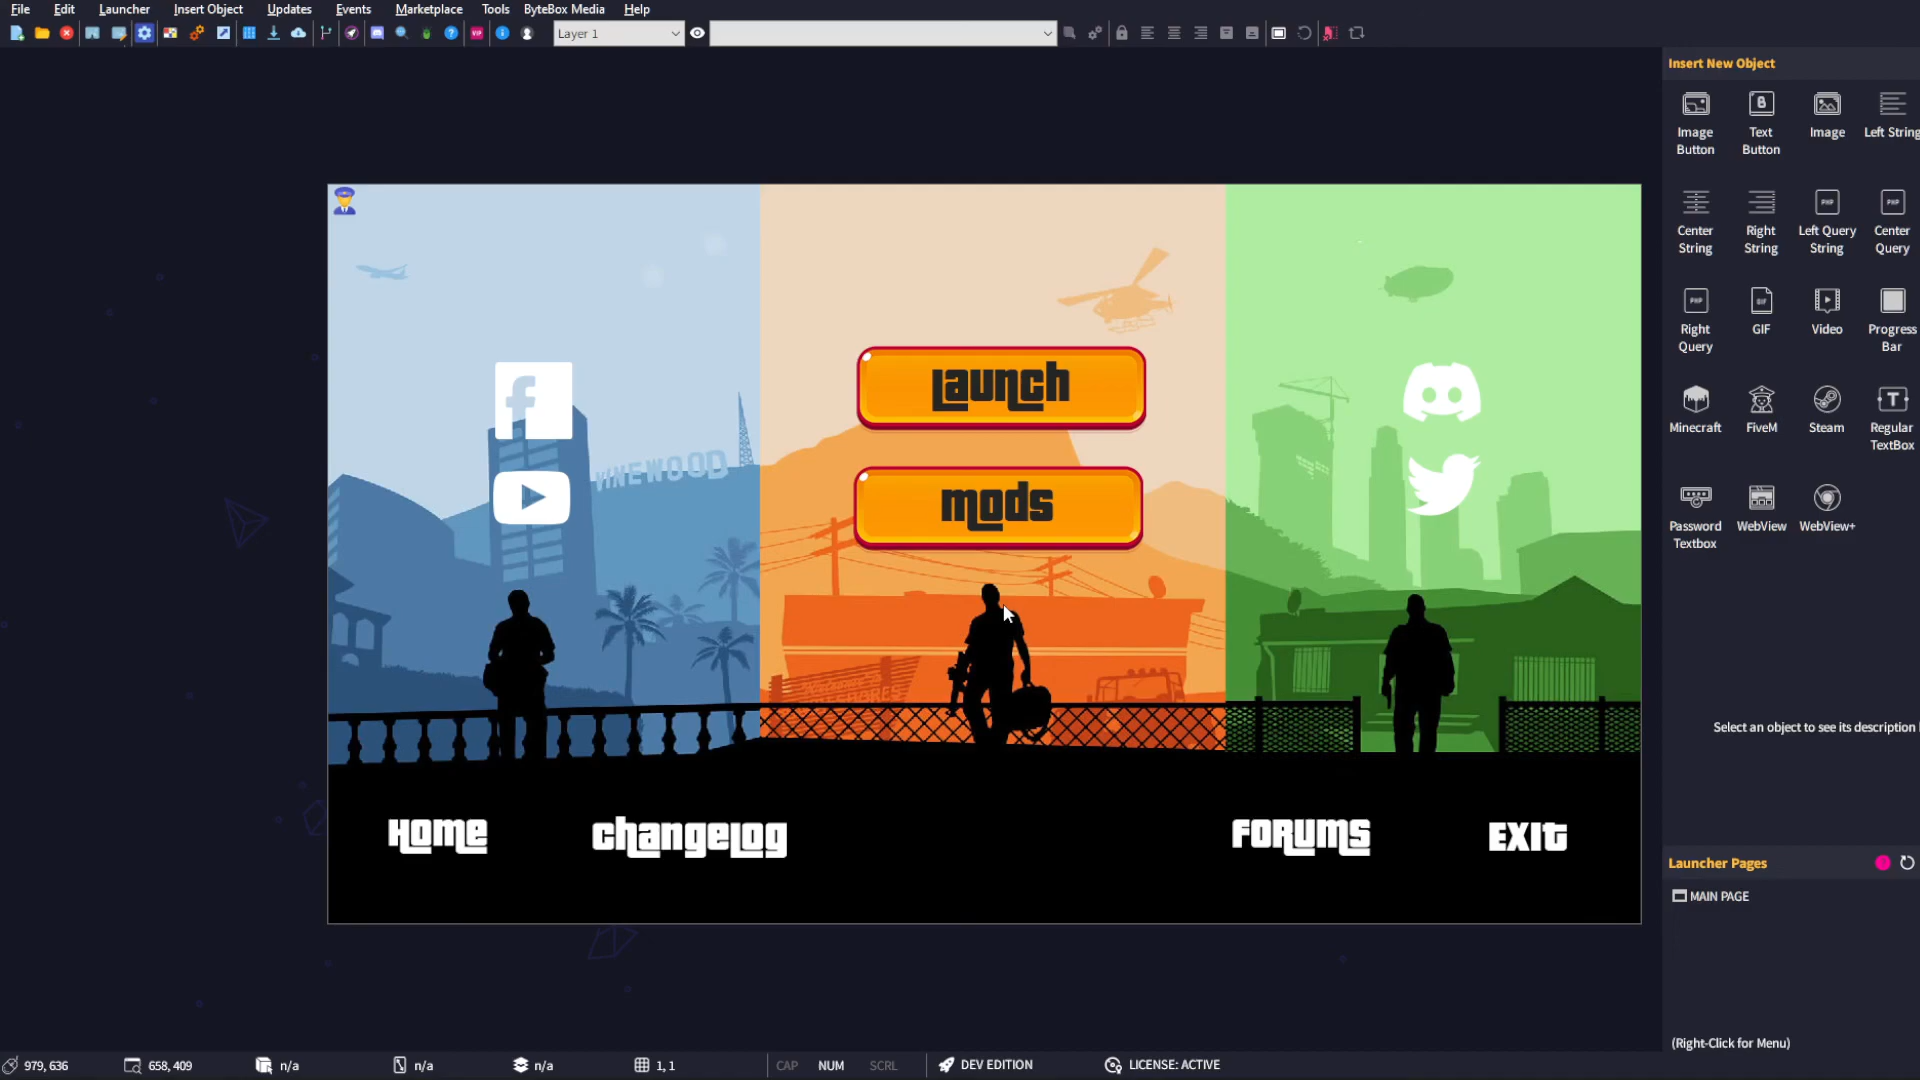 File Edit Launcher Insert Object Updates Events Marketplace Tools ByteBox Media Help
VIP Layer 1
Insert New Object
Image Button
Text Button
Image
Left String
Center String
Right String
Left Query String
Center Query
Right Query
GIF
Video
Progress Bar
Minecraft
FiveM
Steam
Regular TextBox
Password Textbox
WebView
WebView+
Select an object to see its description
VINEWOOD
Launch
Mods
Home
Changelog
Forums
Exit
Launcher Pages
MAIN PAGE
(Right-Click for Menu)
979, 636 658, 409 n/a n/a n/a 1, 1 CAP NUM SCRL DEV EDITION LICENSE: ACTIVE